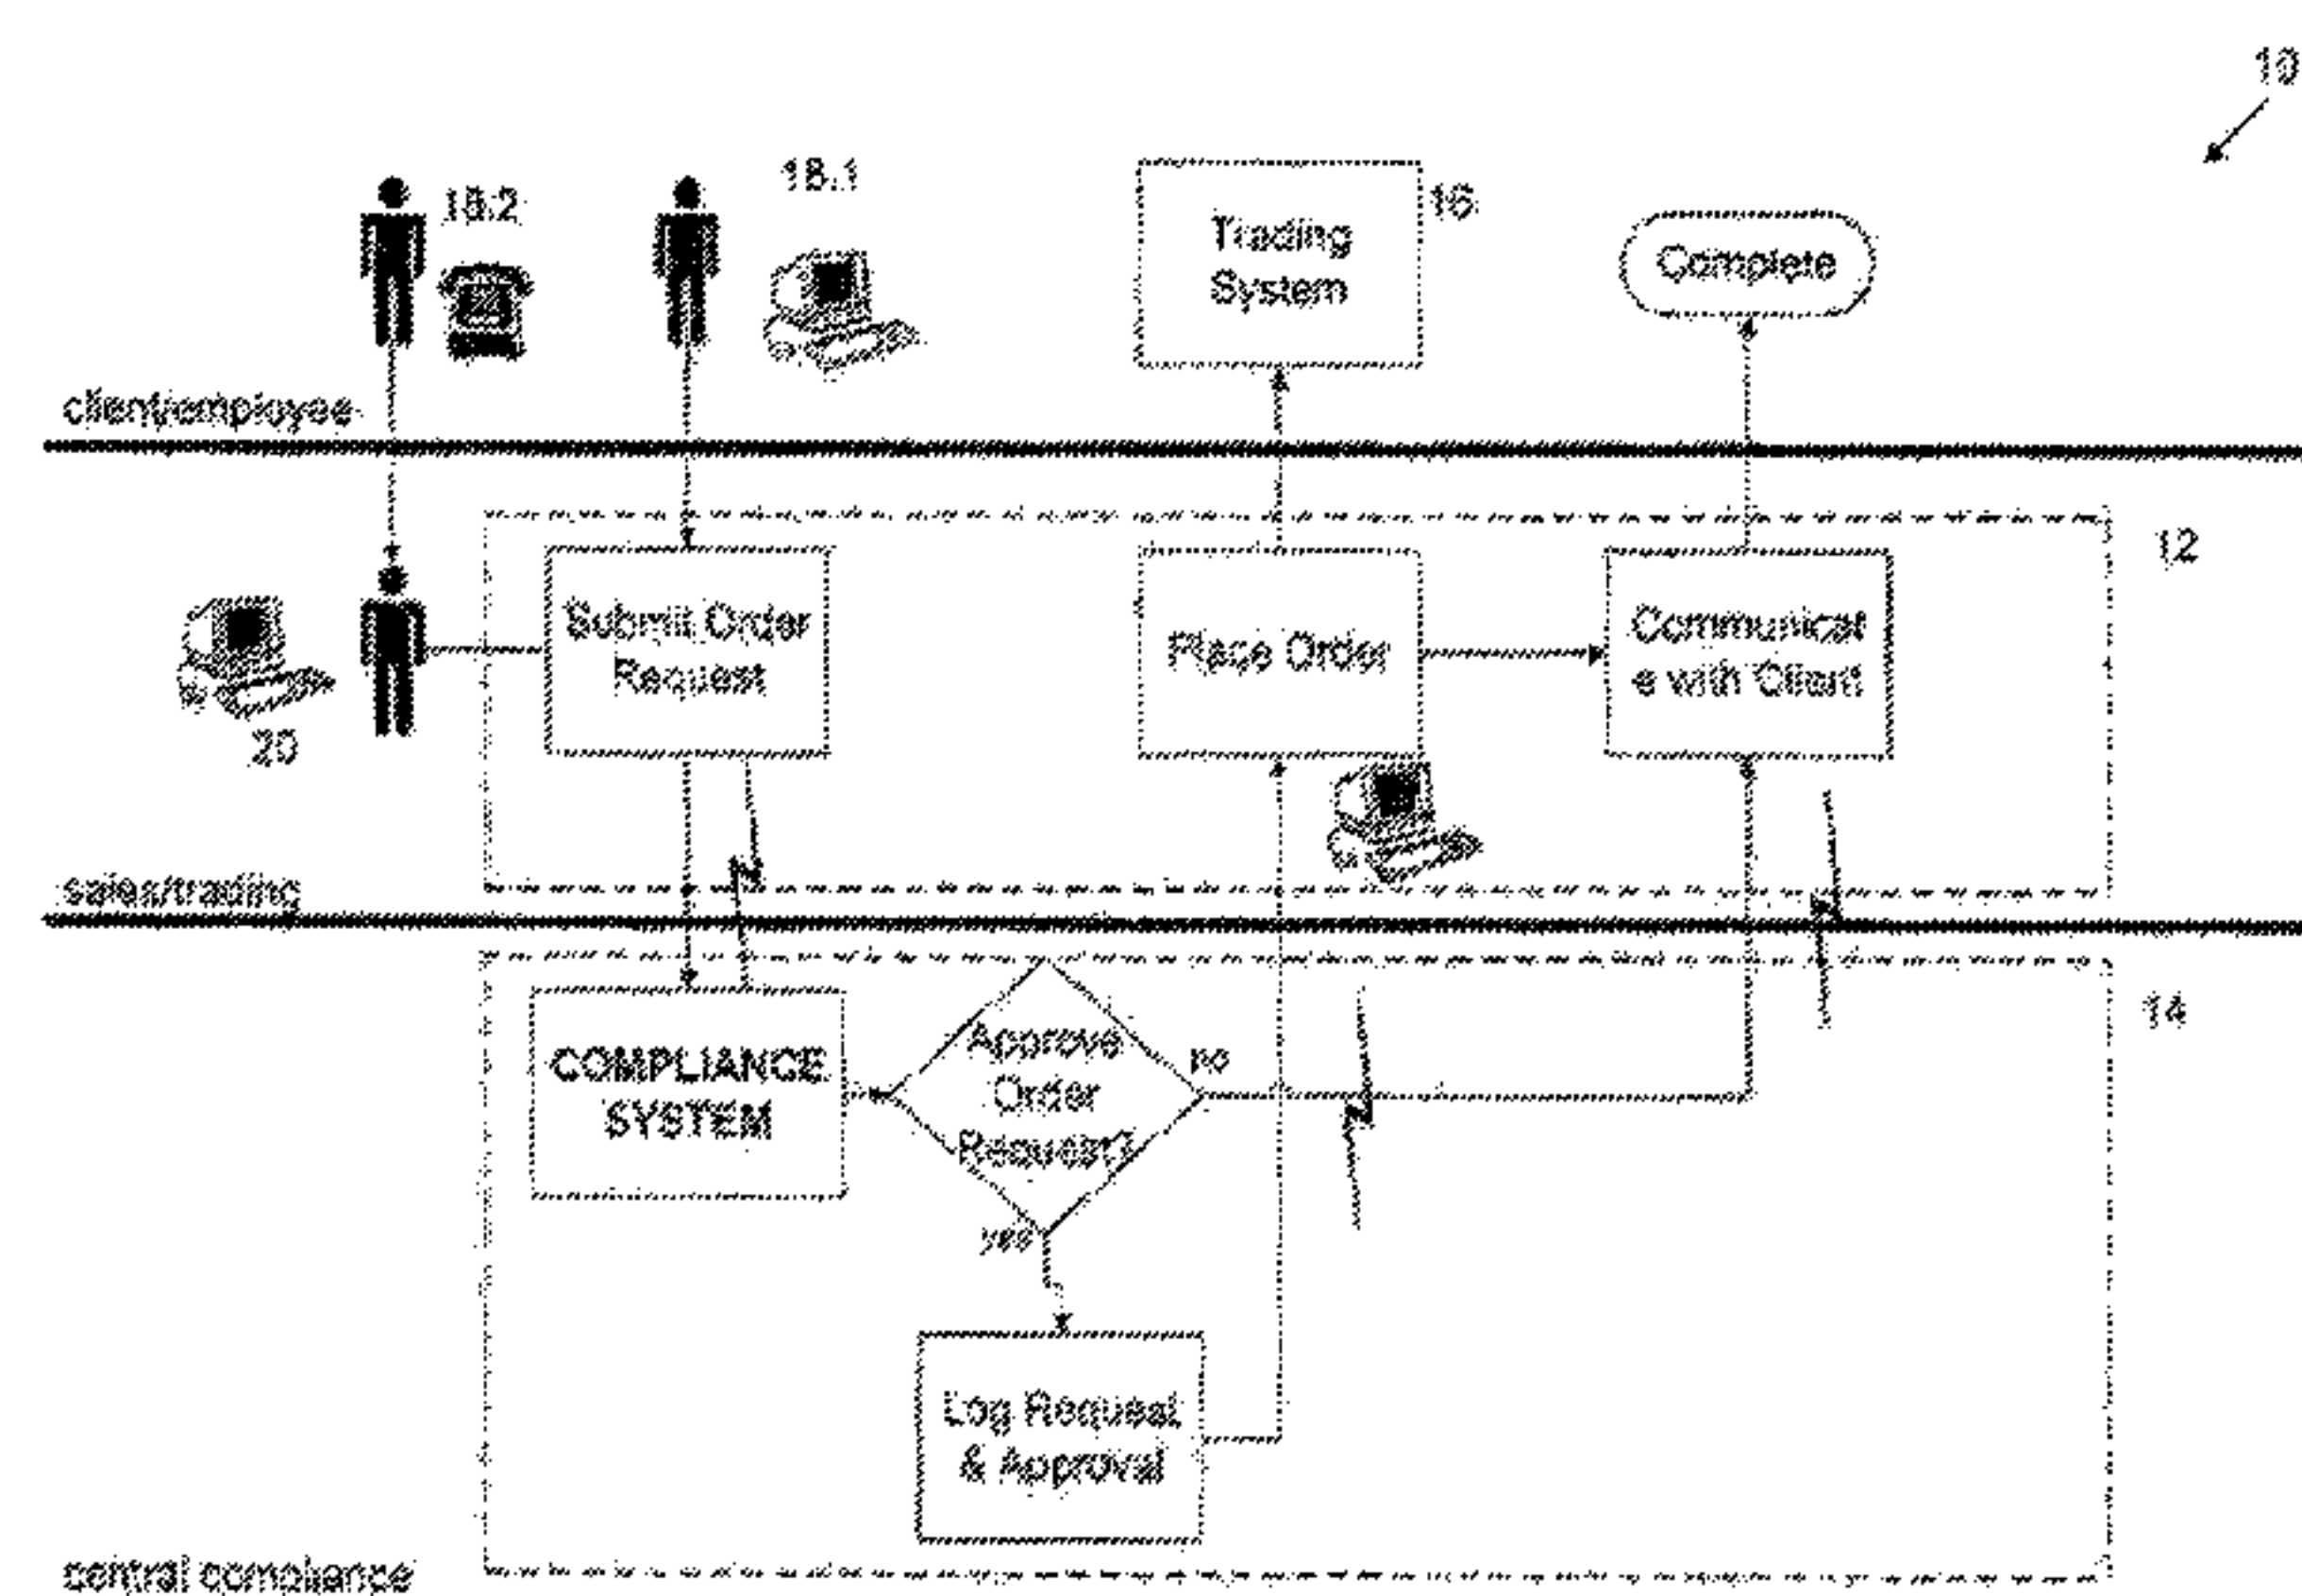 10
18.2
18.1
Trading
System
16
Complete
client/employee
12
Submit Order
Request
Place Order
Communicat
e with Client
20
sales/trading
14
COMPLIANCE
SYSTEM
Approve
Order
Request?
no
yes
Log Request
& Approval
central compliance